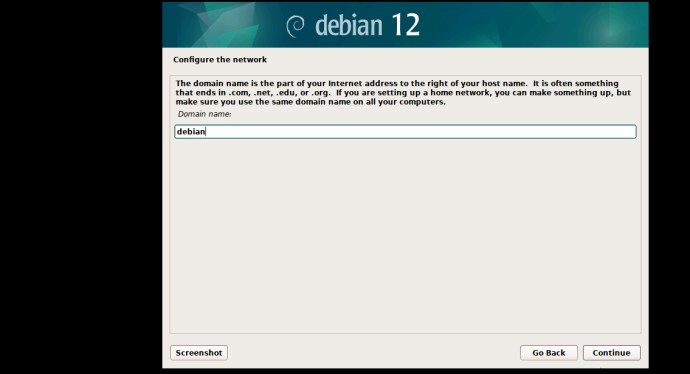 debian 12
Configure the network
The domain name is the part of your Internet address to the right of your host name.  It is often something
that ends in .com, .net, .edu, or .org.  If you are setting up a home network, you can make something up, but
make sure you use the same domain name on all your computers.
Domain name:
debian
Screenshot
Go Back
Continue